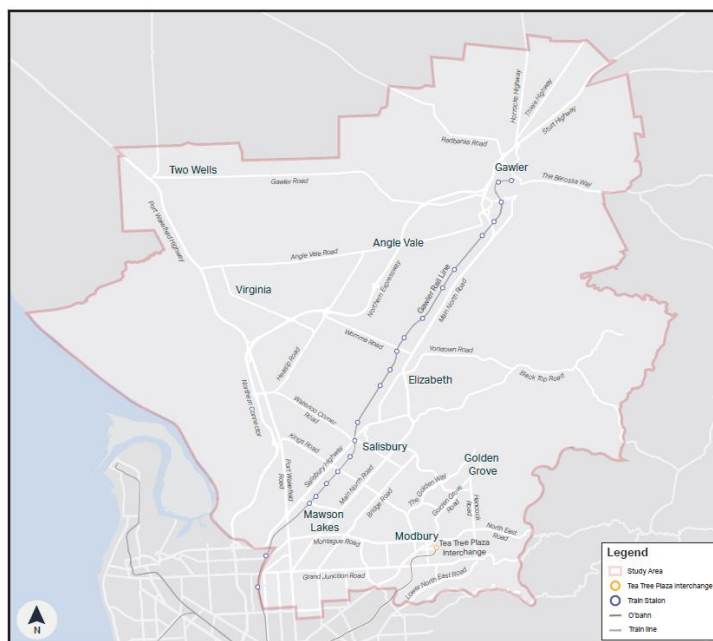 Horrocks Highway
Thiele Highway
Sturt Highway
Redbanks Road
Two Wells
Gawler
Gawler Road
The Barossa Way
Port Wakefield Highway
Angle Vale
Angle Vale Road
Northern Expressway
Gawler Rail Line
Main North Road
Virginia
Womma Road
Heaslip Road
Yorktown Road
Black Top Road
Elizabeth
Northern Connector
Waterloo Corner
Road
Kings Road
Salisbury
Salisbury Highway
Main North Road
Golden
Grove
Port Wakefield
Road
The Golden Way
Golden Grove
Road
Hancock
Road
Bridge Road
Mawson
Lakes
North East
Road
Montague Road
Modbury
Tea Tree Plaza
Interchange
Grand Junction Road
Lower North East Road
Legend
Study Area
Tea Tree Plaza Interchange
Train Staion
O'bahn
Train line
N